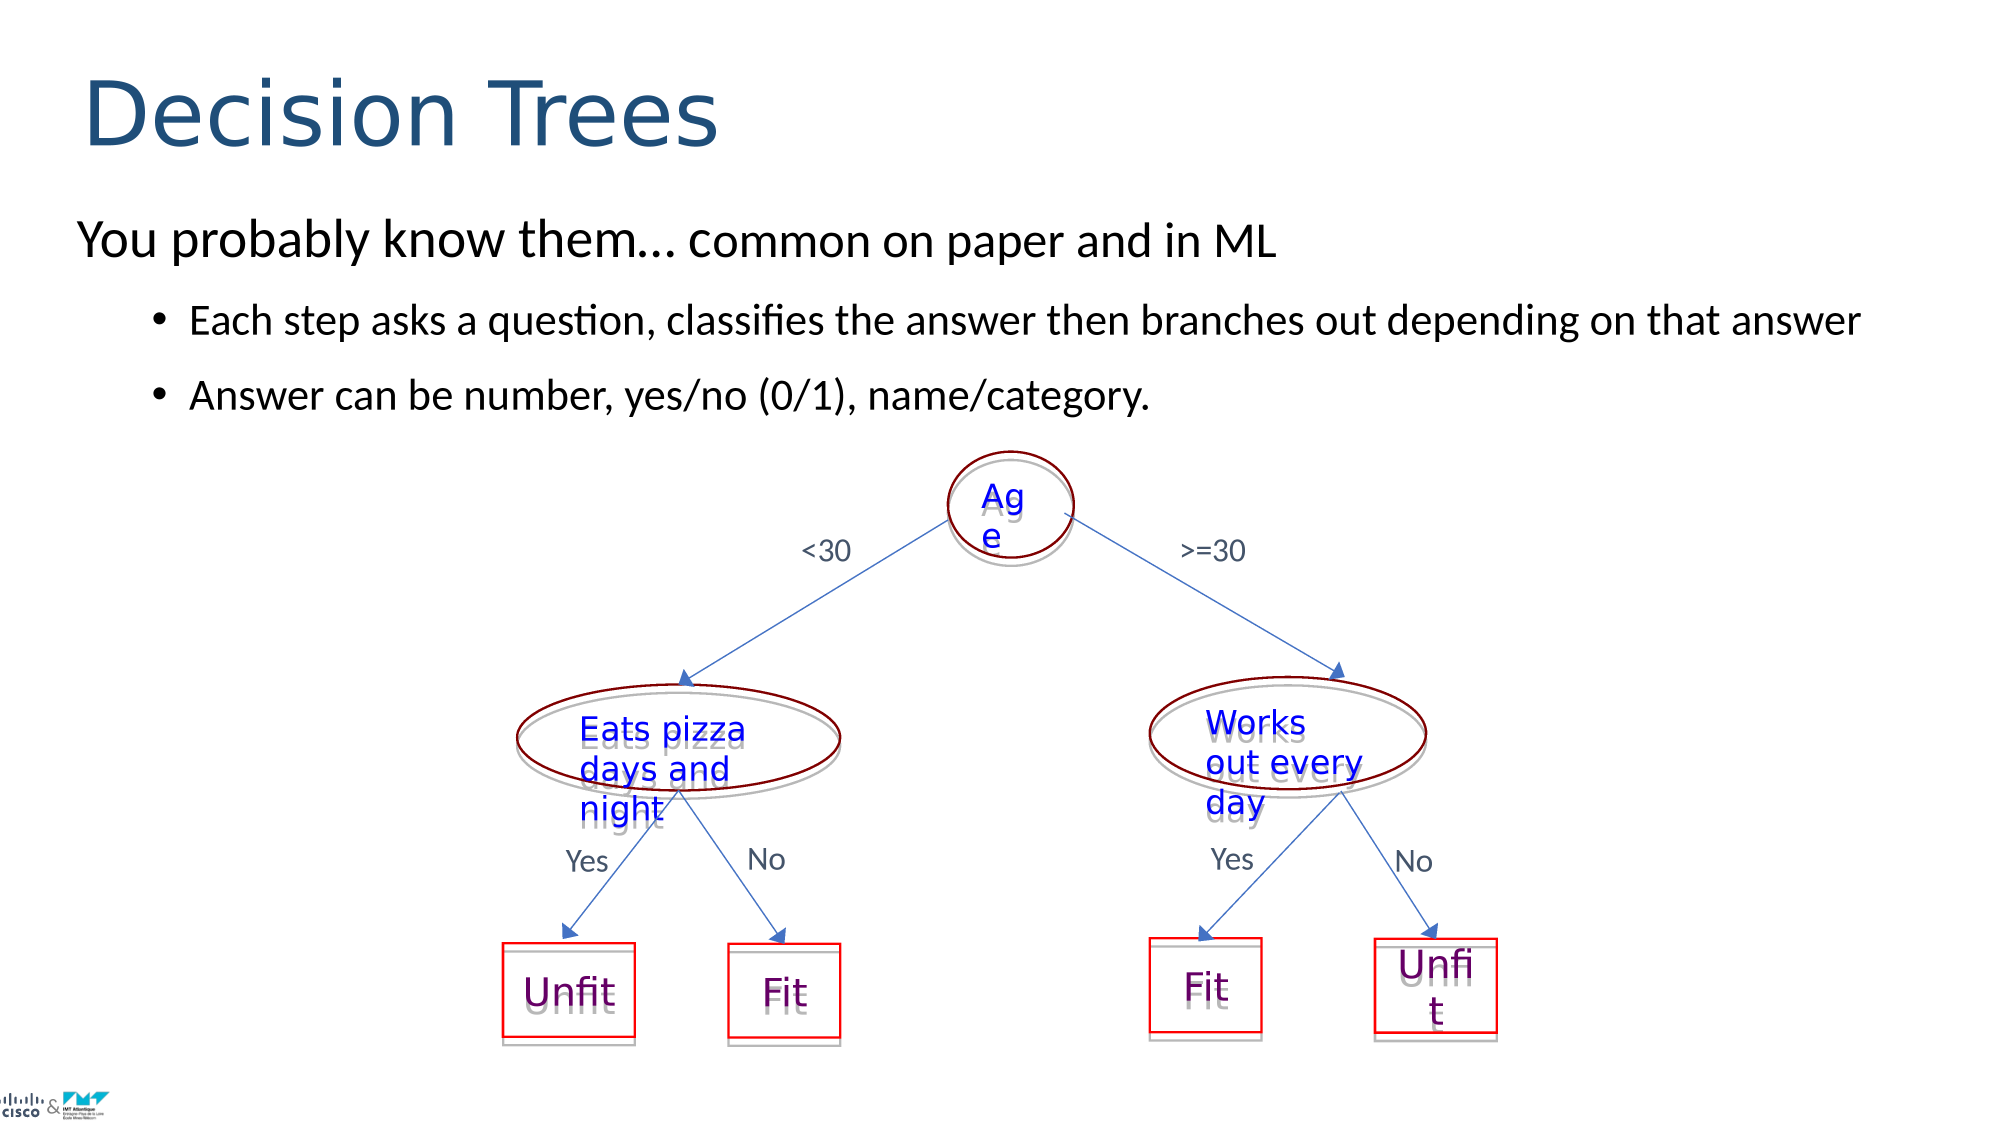 Decision Trees
You probably know them... common on paper and in ML
• Each step asks a question, classifies the answer then branches out depending on that answer
• Answer can be number, yes/no (0/1), name/category.
Ag
e
<30
>=30
Eats pizza
days and
night
Works
out every
day
Yes
No
Yes
No
Unfit
Fit
Fit
Unfi
t
cisco & IMT Atlantique